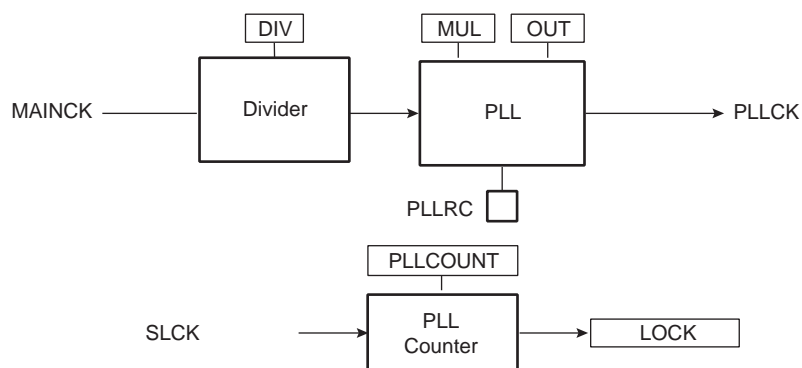 DIV
MUL
OUT
MAINCK
Divider
PLL
PLLCK
PLLRC
PLLCOUNT
SLCK
PLL
Counter
LOCK